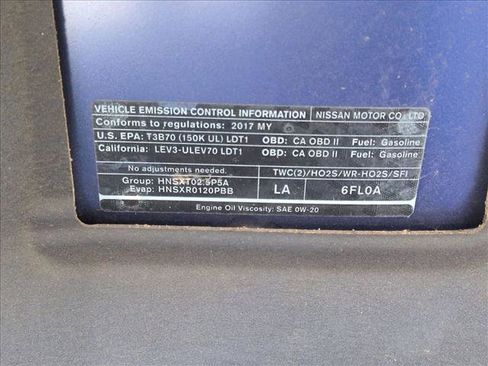 VEHICLE EMISSION CONTROL INFORMATION NISSAN MOTOR CO., LTD
Conforms to regulations: 2017 MY
U.S. EPA: T3B70 (150K UL) LDT1 OBD: CA OBD II Fuel: Gasoline
California: LEV3-ULEV70 LDT1 OBD: CA OBD II Fuel: Gasoline
No adjustments needed. TWC(2)/HO2S/WR-HO2S/SFI
Group: HNSXT02.5P5A
Evap: HNSXR0120PBB LA 6FL0A
Engine Oil Viscosity: SAE 0W-20